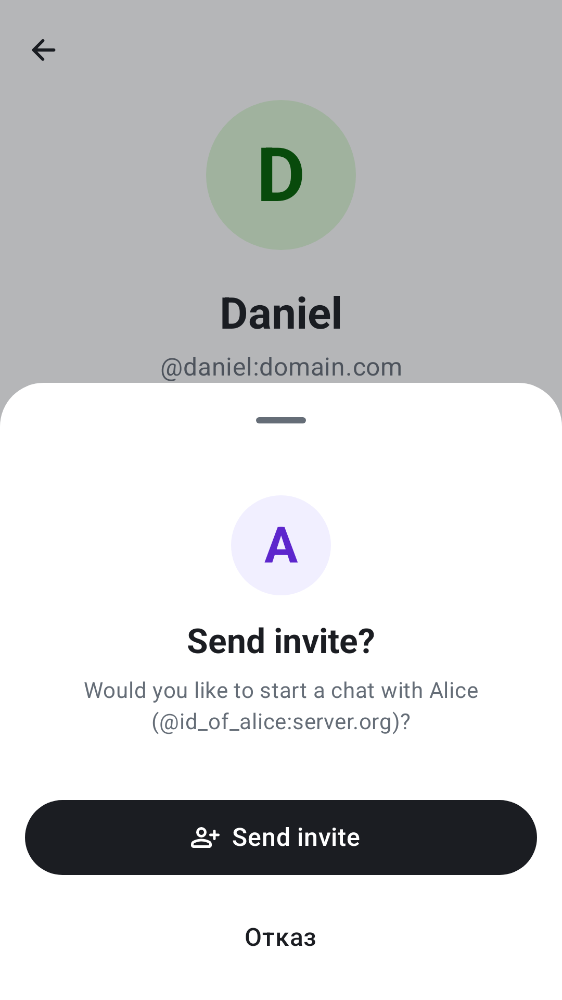 D
Daniel
@daniel:domain.com
A
Send invite?
Would you like to start a chat with Alice
(@id_of_alice:server.org)?
Send invite
Отказ